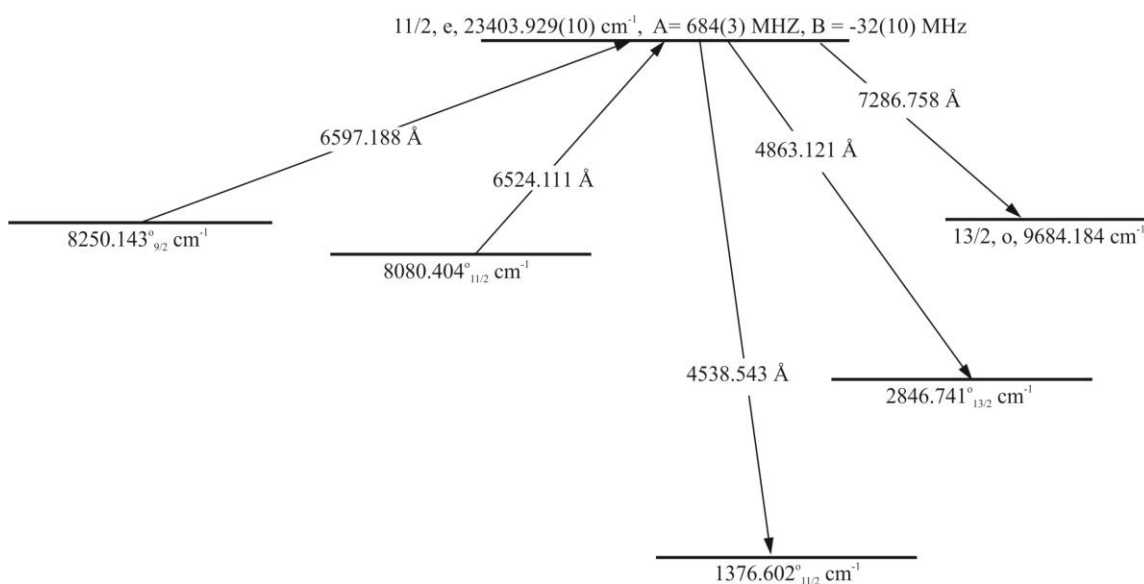 11/2, e, 23403.929(10) cm⁻¹, A= 684(3) MHZ, B = -32(10) MHz
7286.758 Å
6597.188 Å
4863.121Å
6524.111 Å
8250.143°₉/₂ cm⁻¹
13/2, o, 9684.184 cm⁻¹
8080.404°₁₁/₂ cm⁻¹
4538.543 Å
2846.741°₁₃/₂ cm⁻¹
1376.602°₁₁/₂ cm⁻¹